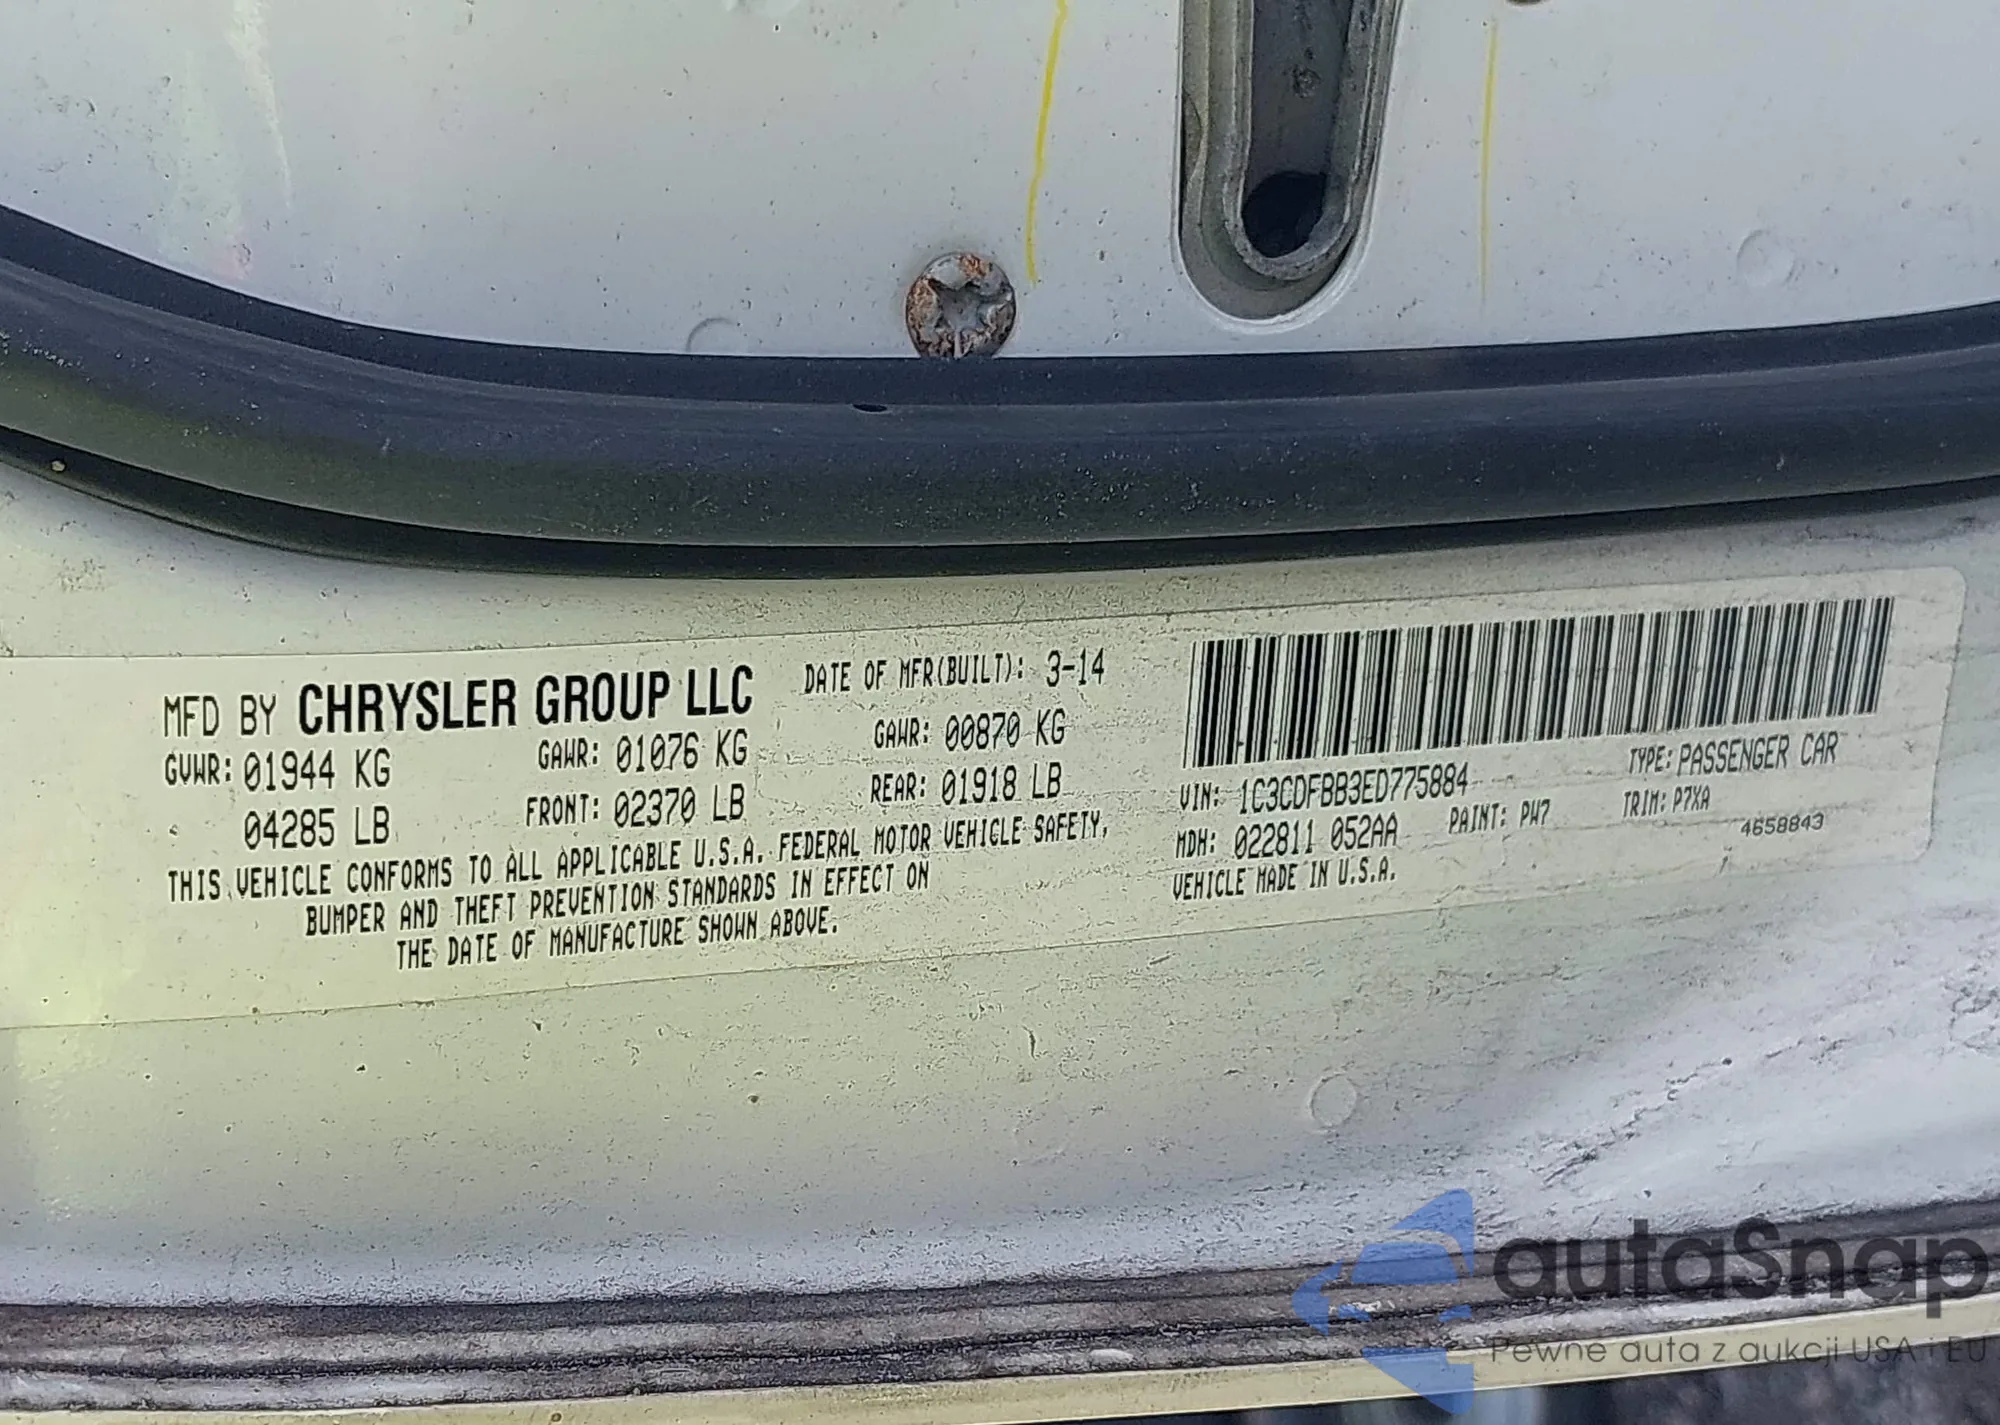 MFD BY CHRYSLER GROUP LLC
DATE OF MFR(BUILT): 3-14
GVWR: 01944 KG
GAWR: 01076 KG
GAWR: 00870 KG
04285 LB
FRONT: 02370 LB
REAR: 01918 LB
THIS VEHICLE CONFORMS TO ALL APPLICABLE U.S.A. FEDERAL MOTOR VEHICLE SAFETY,
BUMPER AND THEFT PREVENTION STANDARDS IN EFFECT ON
THE DATE OF MANUFACTURE SHOWN ABOVE.
VIN: 1C3CDFBB3ED775884
TYPE: PASSENGER CAR
MDH: 022811 052AA
PAINT: PW7
TRIM: P7XA
VEHICLE MADE IN U.S.A.
4658843
autaSnap
Pewne auta z aukcji USA i EU